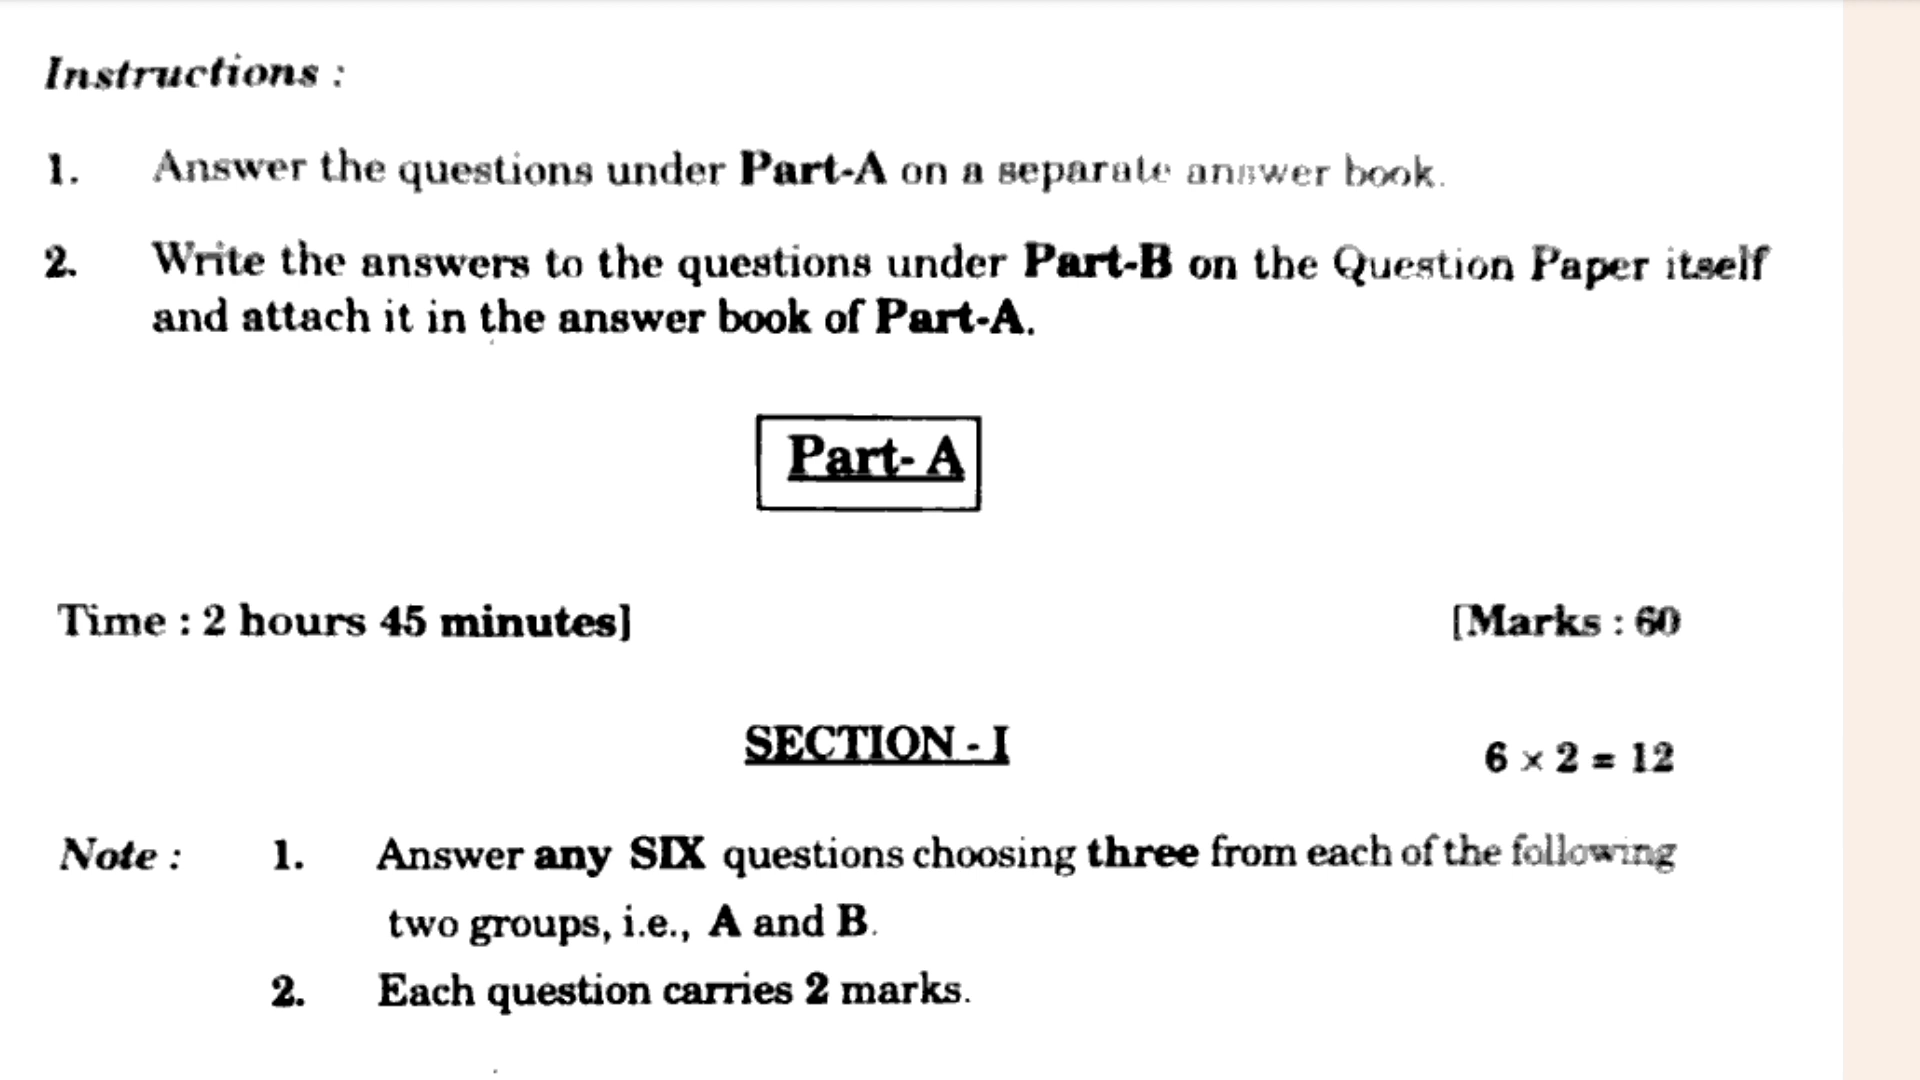 Instructions :
1. Answer the questions under Part-A on a separate answer book.
2. Write the answers to the questions under Part-B on the Question Paper itself
and attach it in the answer book of Part-A.
Part- A
Time : 2 hours 45 minutes] [Marks : 60
SECTION - I 6 × 2 = 12
Note : 1. Answer any SIX questions choosing three from each of the following
two groups, i.e., A and B.
2. Each question carries 2 marks.